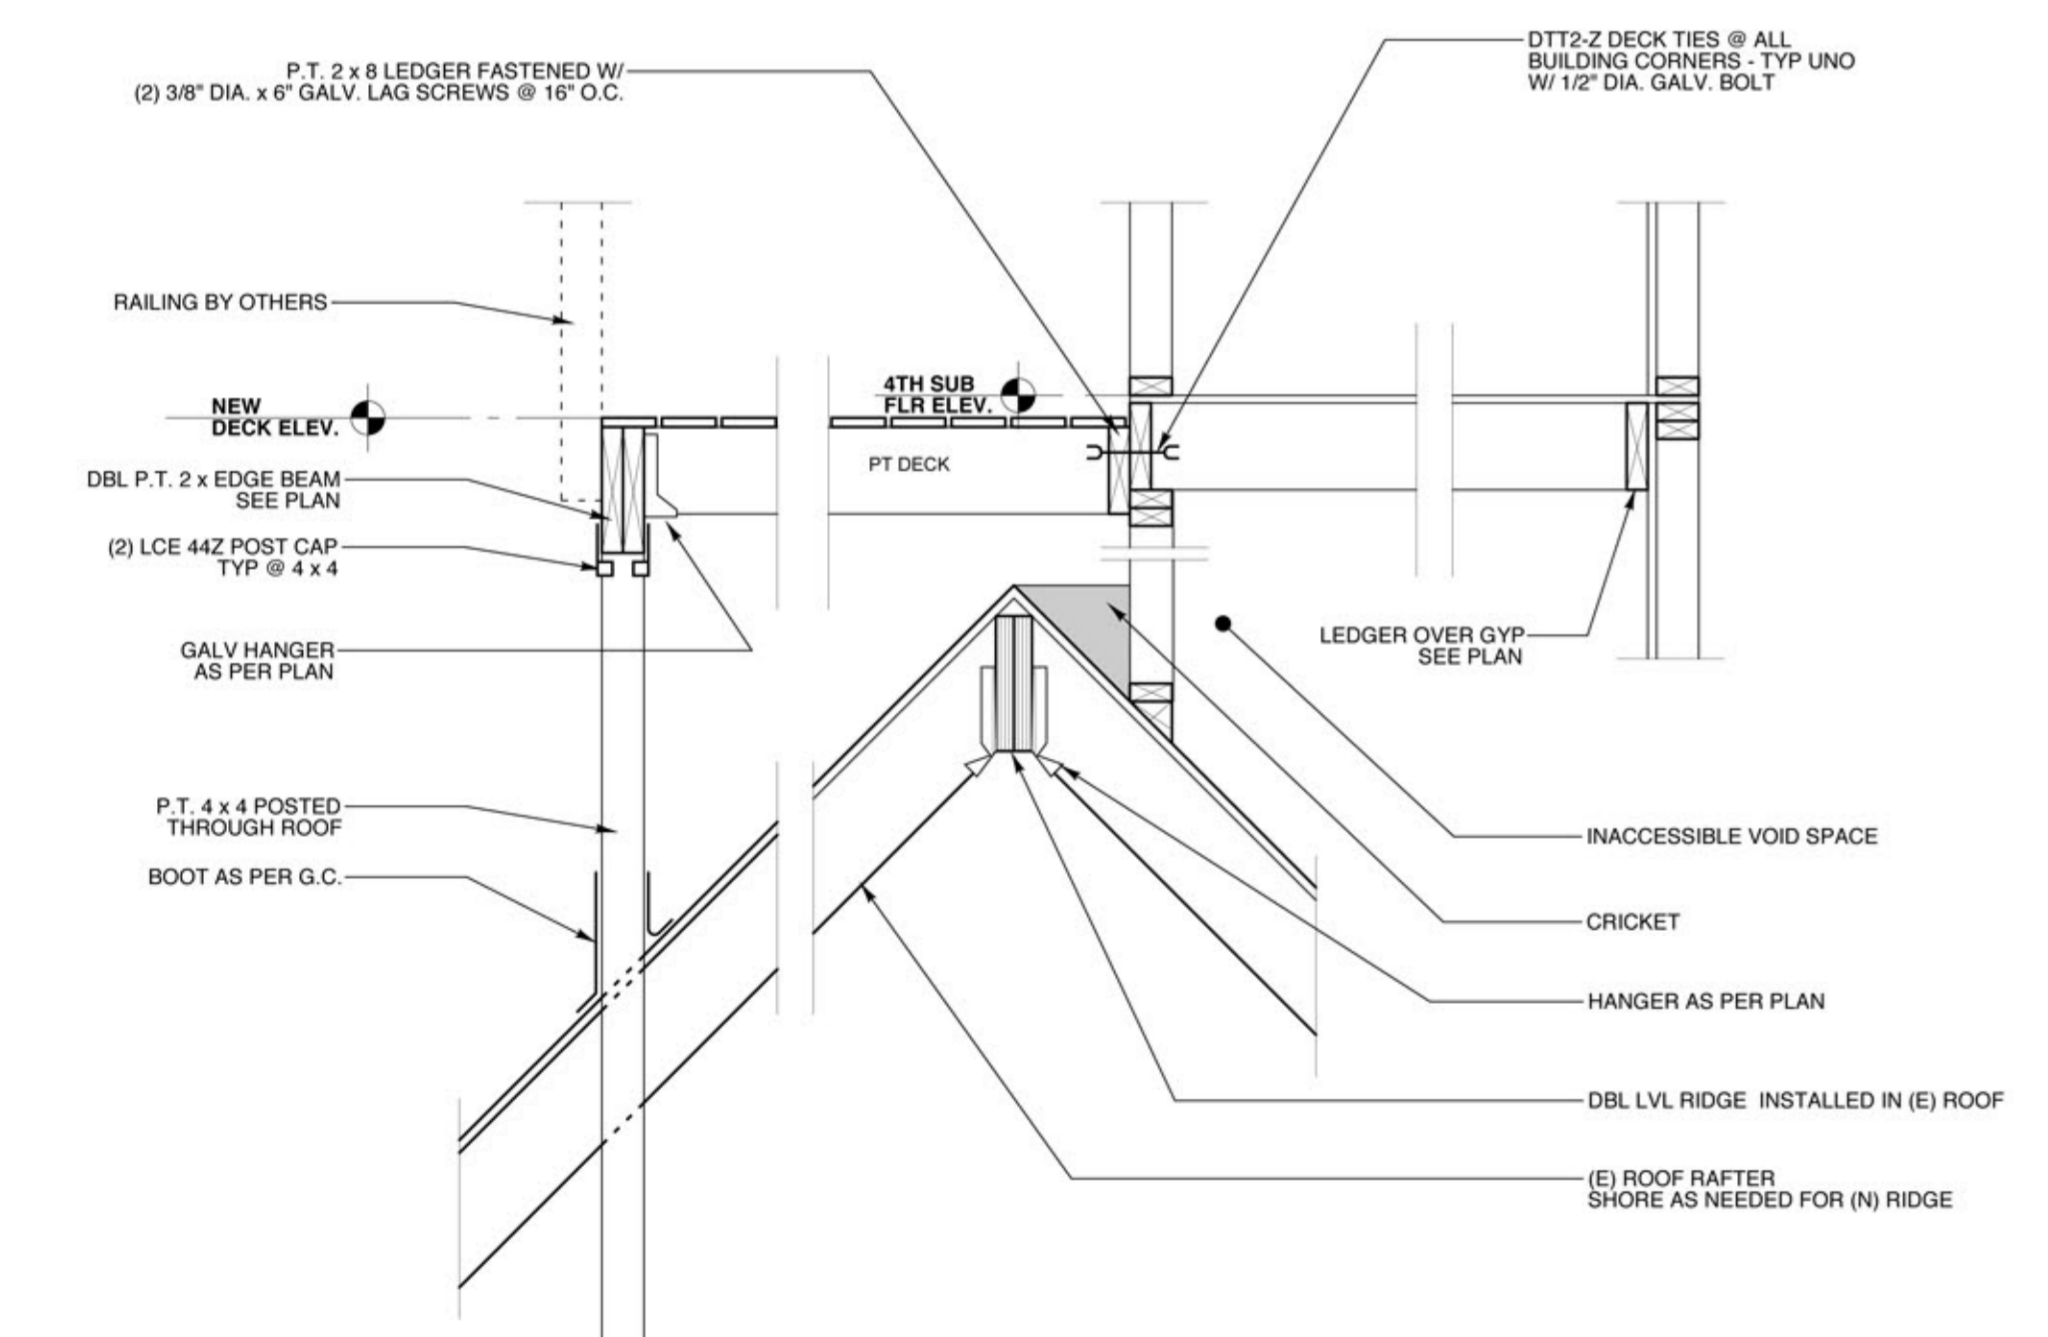 P.T. 2 x 8 LEDGER FASTENED W/
(2) 3/8" DIA. x 6" GALV. LAG SCREWS @ 16" O.C.
DTT2-Z DECK TIES @ ALL
BUILDING CORNERS - TYP UNO
W/ 1/2" DIA. GALV. BOLT
RAILING BY OTHERS
NEW
DECK ELEV.
4TH SUB
FLR ELEV.
PT DECK
DBL P.T. 2 x EDGE BEAM
SEE PLAN
(2) LCE 44Z POST CAP
TYP @ 4 x 4
GALV HANGER
AS PER PLAN
LEDGER OVER GYP
SEE PLAN
P.T. 4 x 4 POSTED
THROUGH ROOF
BOOT AS PER G.C.
INACCESSIBLE VOID SPACE
CRICKET
HANGER AS PER PLAN
DBL LVL RIDGE INSTALLED IN (E) ROOF
(E) ROOF RAFTER
SHORE AS NEEDED FOR (N) RIDGE